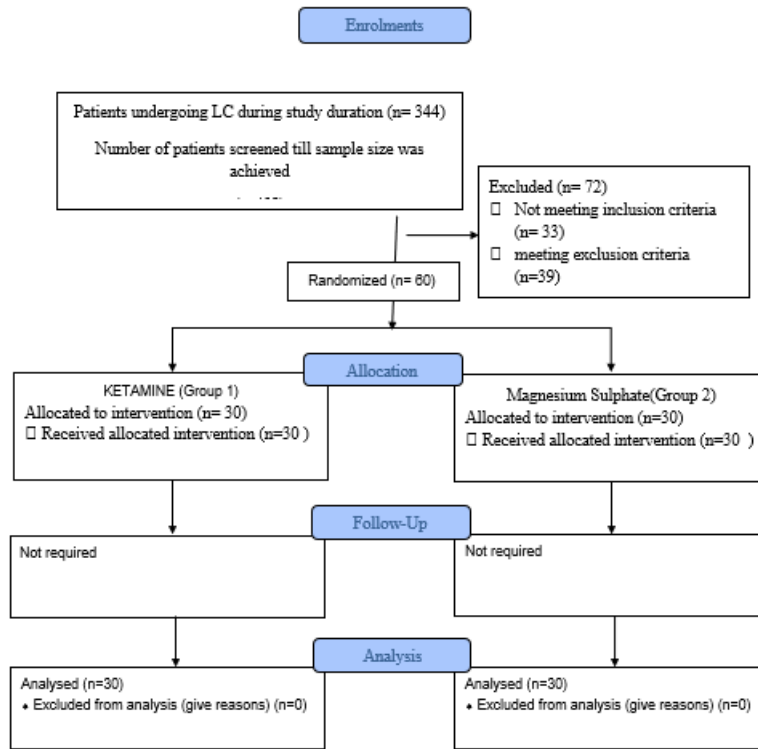 Enrolments
Patients undergoing LC during study duration (n= 344)
Number of patients screened till sample size was
achieved
Excluded (n= 72)
Not meeting inclusion criteria
(n= 33)
meeting exclusion criteria
(n=39)
Randomized (n= 60)
Allocation
KETAMINE (Group 1)
Allocated to intervention (n= 30)
Received allocated intervention (n=30 )
Magnesium Sulphate(Group 2)
Allocated to intervention (n=30)
Received allocated intervention (n=30 )
Follow-Up
Not required
Not required
Analysis
Analysed (n=30)
Excluded from analysis (give reasons) (n=0)
Analysed (n=30)
Excluded from analysis (give reasons) (n=0)